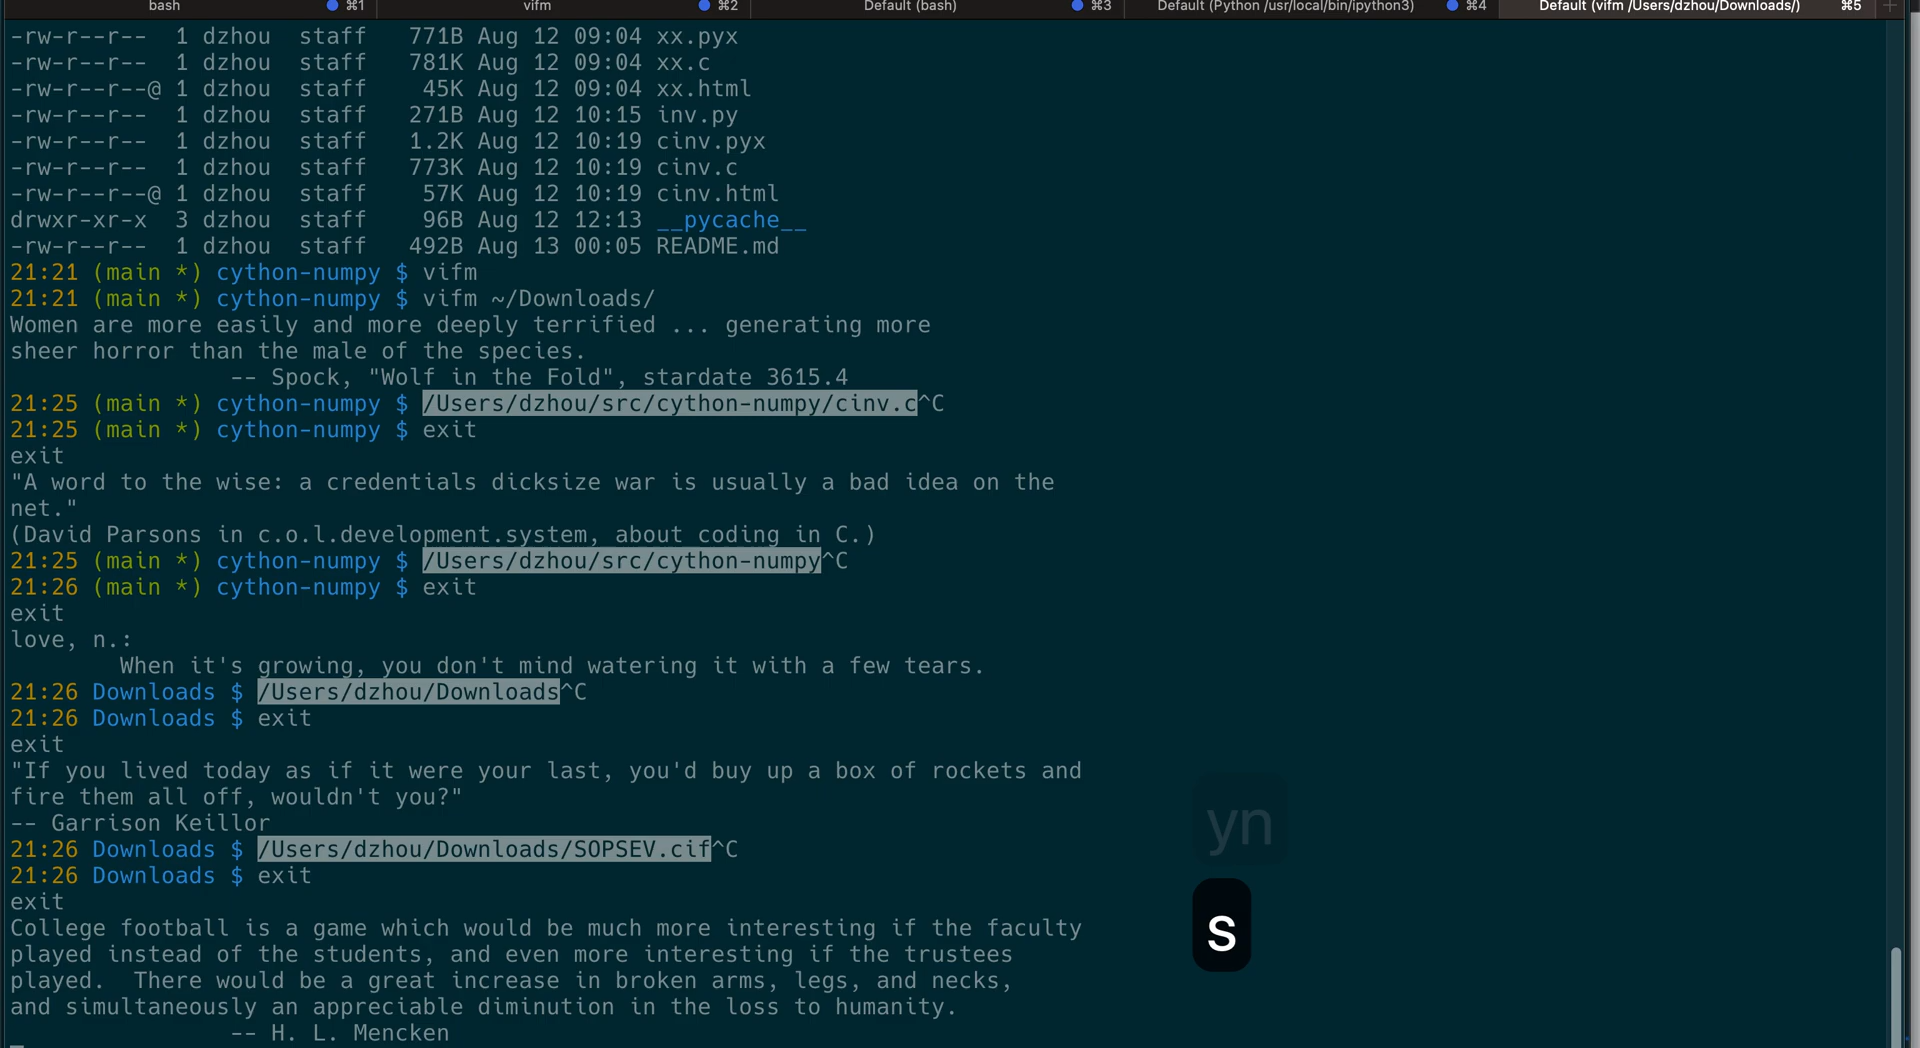 bash ⌘1 vifm ⌘2 Default (bash) ⌘3 Default (Python /usr/local/bin/ipython3) ⌘4 Default (vifm /Users/dzhou/Downloads/) ⌘5 +
-rw-r--r--  1 dzhou  staff   771B Aug 12 09:04 xx.pyx
-rw-r--r--  1 dzhou  staff   781K Aug 12 09:04 xx.c
-rw-r--r--@ 1 dzhou  staff    45K Aug 12 09:04 xx.html
-rw-r--r--  1 dzhou  staff   271B Aug 12 10:15 inv.py
-rw-r--r--  1 dzhou  staff   1.2K Aug 12 10:19 cinv.pyx
-rw-r--r--  1 dzhou  staff   773K Aug 12 10:19 cinv.c
-rw-r--r--@ 1 dzhou  staff    57K Aug 12 10:19 cinv.html
drwxr-xr-x  3 dzhou  staff    96B Aug 12 12:13 __pycache__
-rw-r--r--  1 dzhou  staff   492B Aug 13 00:05 README.md
21:21 (main *) cython-numpy $ vifm
21:21 (main *) cython-numpy $ vifm ~/Downloads/
Women are more easily and more deeply terrified ... generating more
sheer horror than the male of the species.
                -- Spock, "Wolf in the Fold", stardate 3615.4
21:25 (main *) cython-numpy $ /Users/dzhou/src/cython-numpy/cinv.c^C
21:25 (main *) cython-numpy $ exit
exit
"A word to the wise: a credentials dicksize war is usually a bad idea on the
net."
(David Parsons in c.o.l.development.system, about coding in C.)
21:25 (main *) cython-numpy $ /Users/dzhou/src/cython-numpy^C
21:26 (main *) cython-numpy $ exit
exit
love, n.:
        When it's growing, you don't mind watering it with a few tears.
21:26 Downloads $ /Users/dzhou/Downloads^C
21:26 Downloads $ exit
exit
"If you lived today as if it were your last, you'd buy up a box of rockets and
fire them all off, wouldn't you?"
-- Garrison Keillor
21:26 Downloads $ /Users/dzhou/Downloads/SOPSEV.cif^C
21:26 Downloads $ exit
exit
College football is a game which would be much more interesting if the faculty
played instead of the students, and even more interesting if the trustees
played.  There would be a great increase in broken arms, legs, and necks,
and simultaneously an appreciable diminution in the loss to humanity.
                -- H. L. Mencken
yn
s